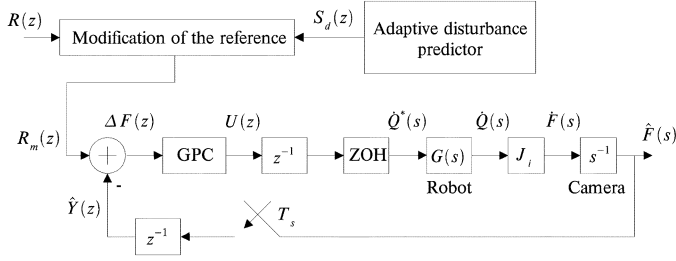 R(z)
Modification of the reference
S_d(z)
Adaptive disturbance
predictor
R_m(z)
ΔF(z)
+
-
GPC
U(z)
z⁻¹
ZOH
Q̇*(s)
G(s)
Robot
Q̇(s)
J_i
Ḟ(s)
s⁻¹
Camera
F̂(s)
Ŷ(z)
z⁻¹
T_s